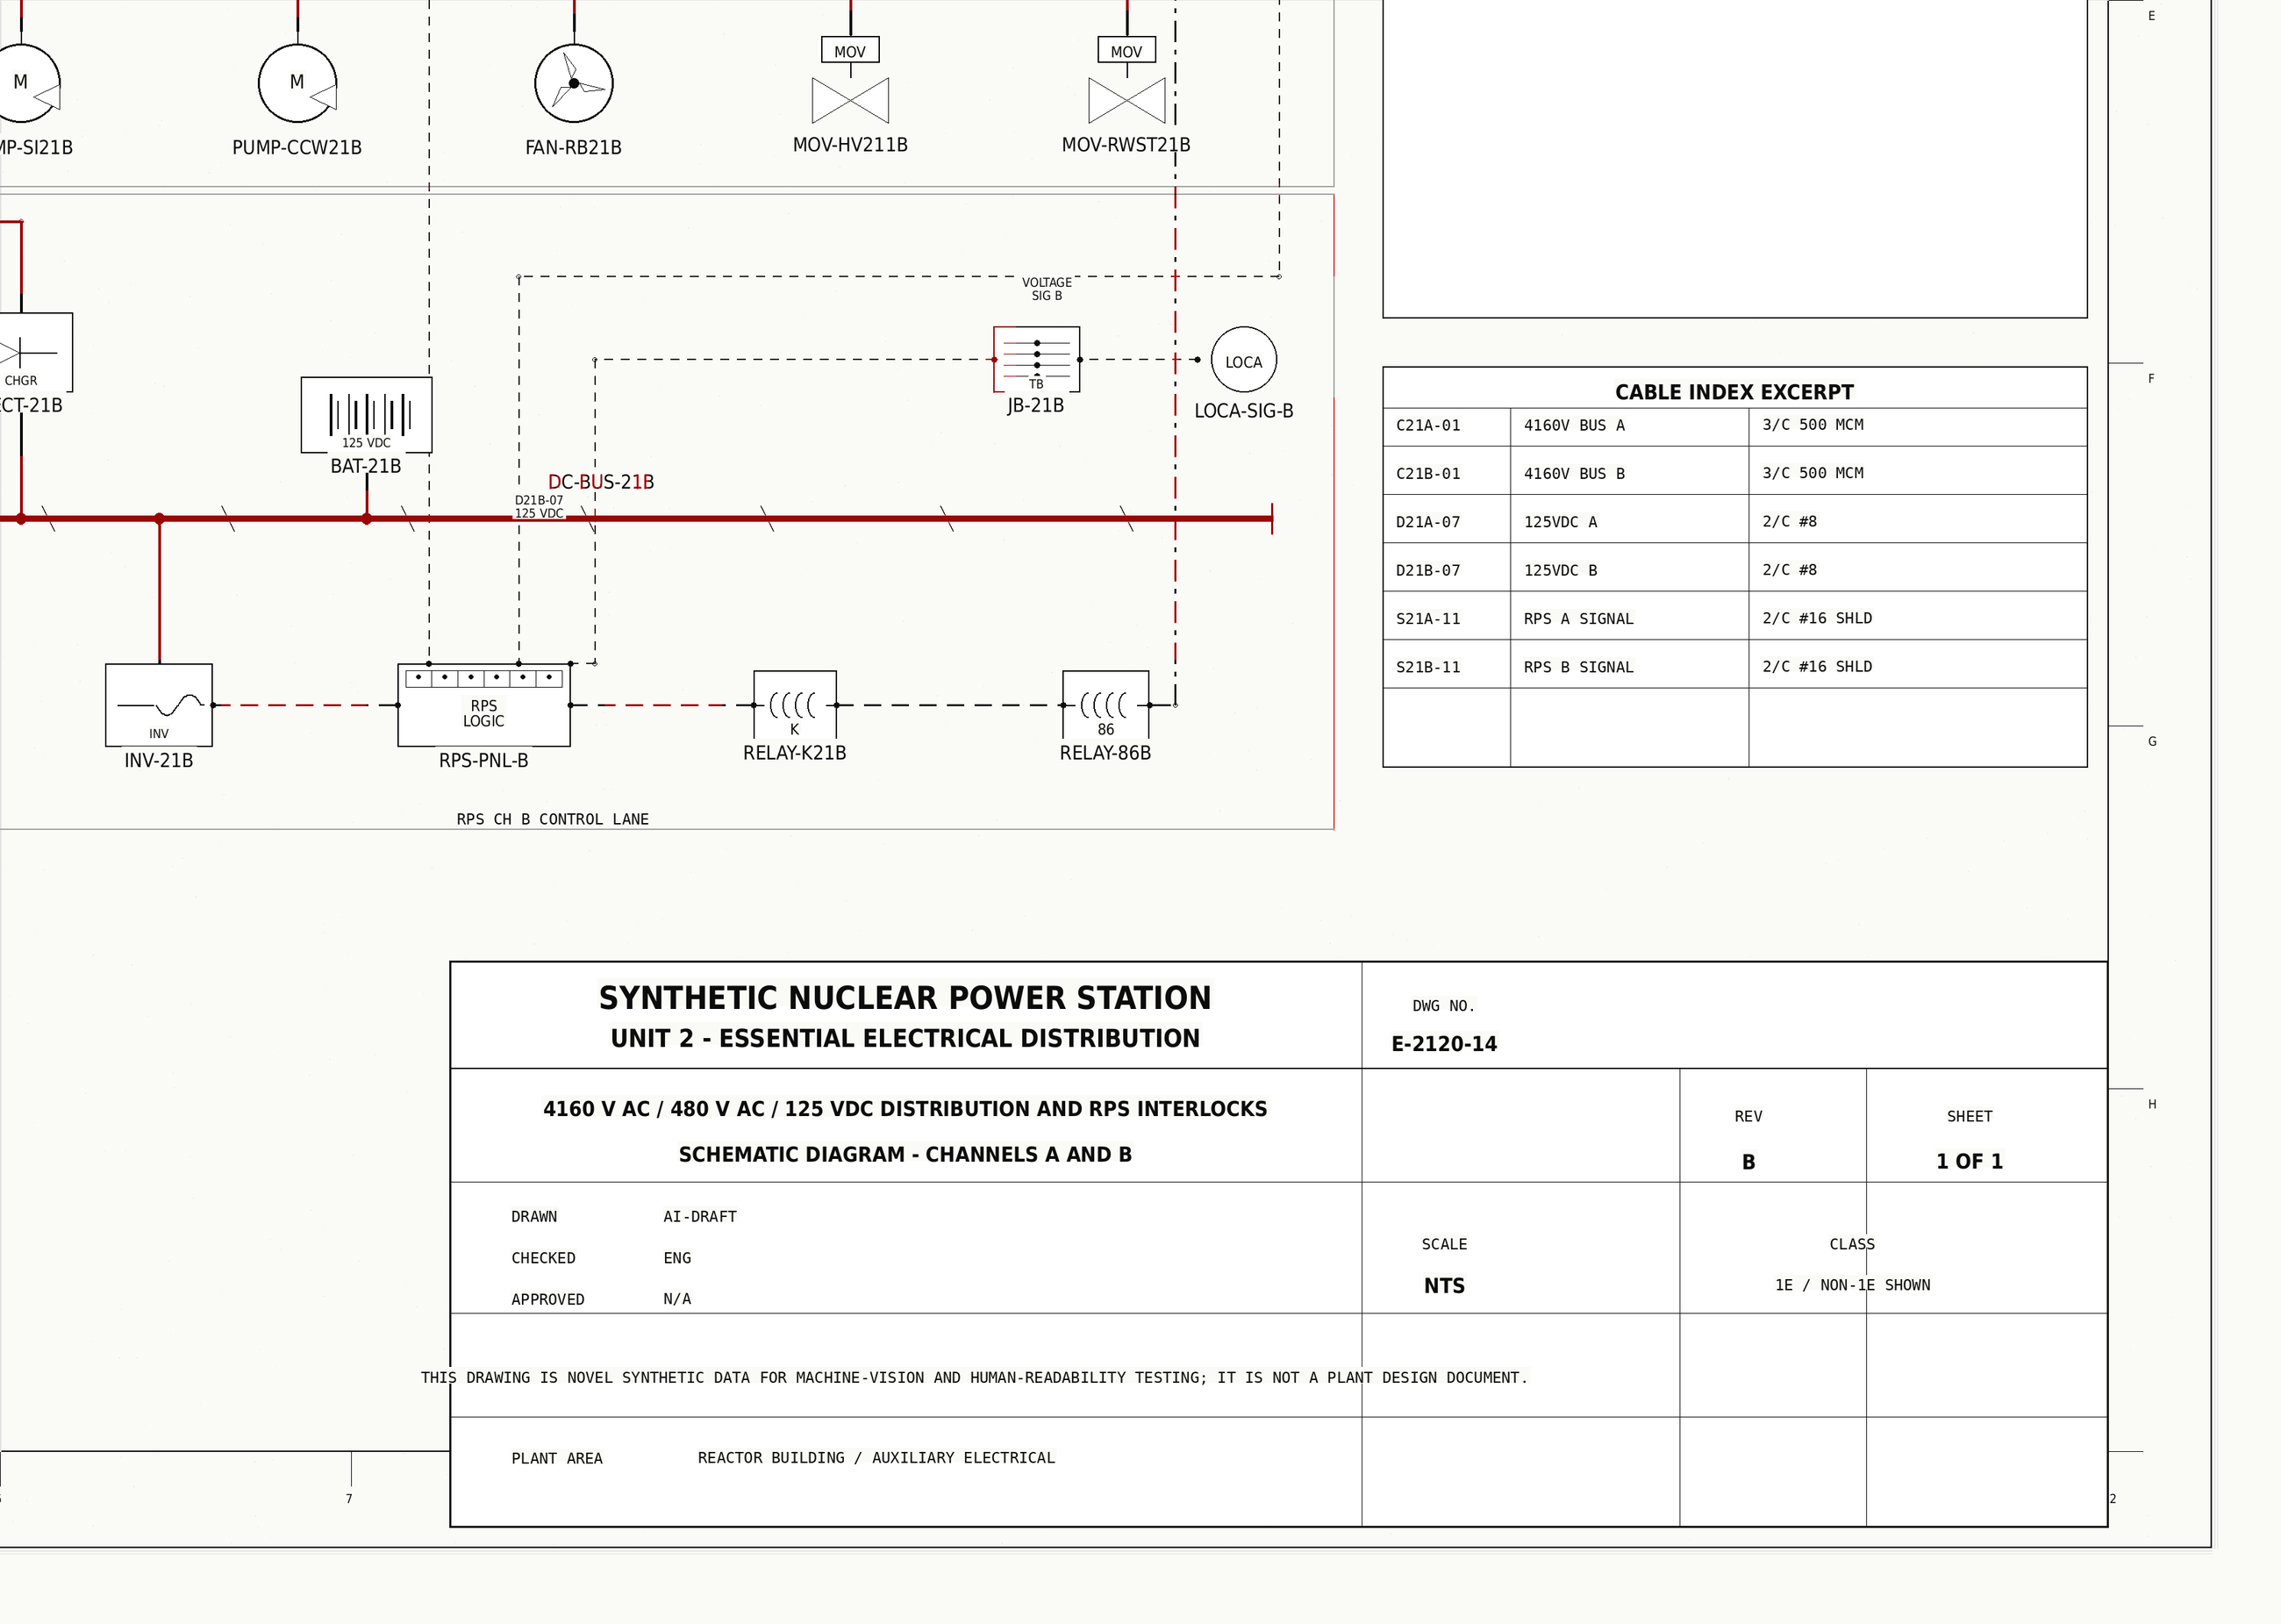 E
MOV
MOV
M
M
MP-SI21B
PUMP-CCW21B
FAN-RB21B
MOV-HV211B
MOV-RWST21B
VOLTAGE
SIG B
LOCA
TB
JB-21B
LOCA-SIG-B
CHGR
ECT-21B
125 VDC
BAT-21B
DC-BUS-21B
D21B-07
125 VDC
RPS
LOGIC
INV
K
86
INV-21B
RPS-PNL-B
RELAY-K21B
RELAY-86B
RPS CH B CONTROL LANE
F
CABLE INDEX EXCERPT
C21A-01 4160V BUS A 3/C 500 MCM
C21B-01 4160V BUS B 3/C 500 MCM
D21A-07 125VDC A 2/C #8
D21B-07 125VDC B 2/C #8
S21A-11 RPS A SIGNAL 2/C #16 SHLD
S21B-11 RPS B SIGNAL 2/C #16 SHLD
G
SYNTHETIC NUCLEAR POWER STATION
UNIT 2 - ESSENTIAL ELECTRICAL DISTRIBUTION
DWG NO.
E-2120-14
4160 V AC / 480 V AC / 125 VDC DISTRIBUTION AND RPS INTERLOCKS
SCHEMATIC DIAGRAM - CHANNELS A AND B
REV
B
SHEET
1 OF 1
H
DRAWN AI-DRAFT
CHECKED ENG
APPROVED N/A
SCALE
NTS
CLASS
1E / NON-1E SHOWN
THIS DRAWING IS NOVEL SYNTHETIC DATA FOR MACHINE-VISION AND HUMAN-READABILITY TESTING; IT IS NOT A PLANT DESIGN DOCUMENT.
PLANT AREA REACTOR BUILDING / AUXILIARY ELECTRICAL
7
2